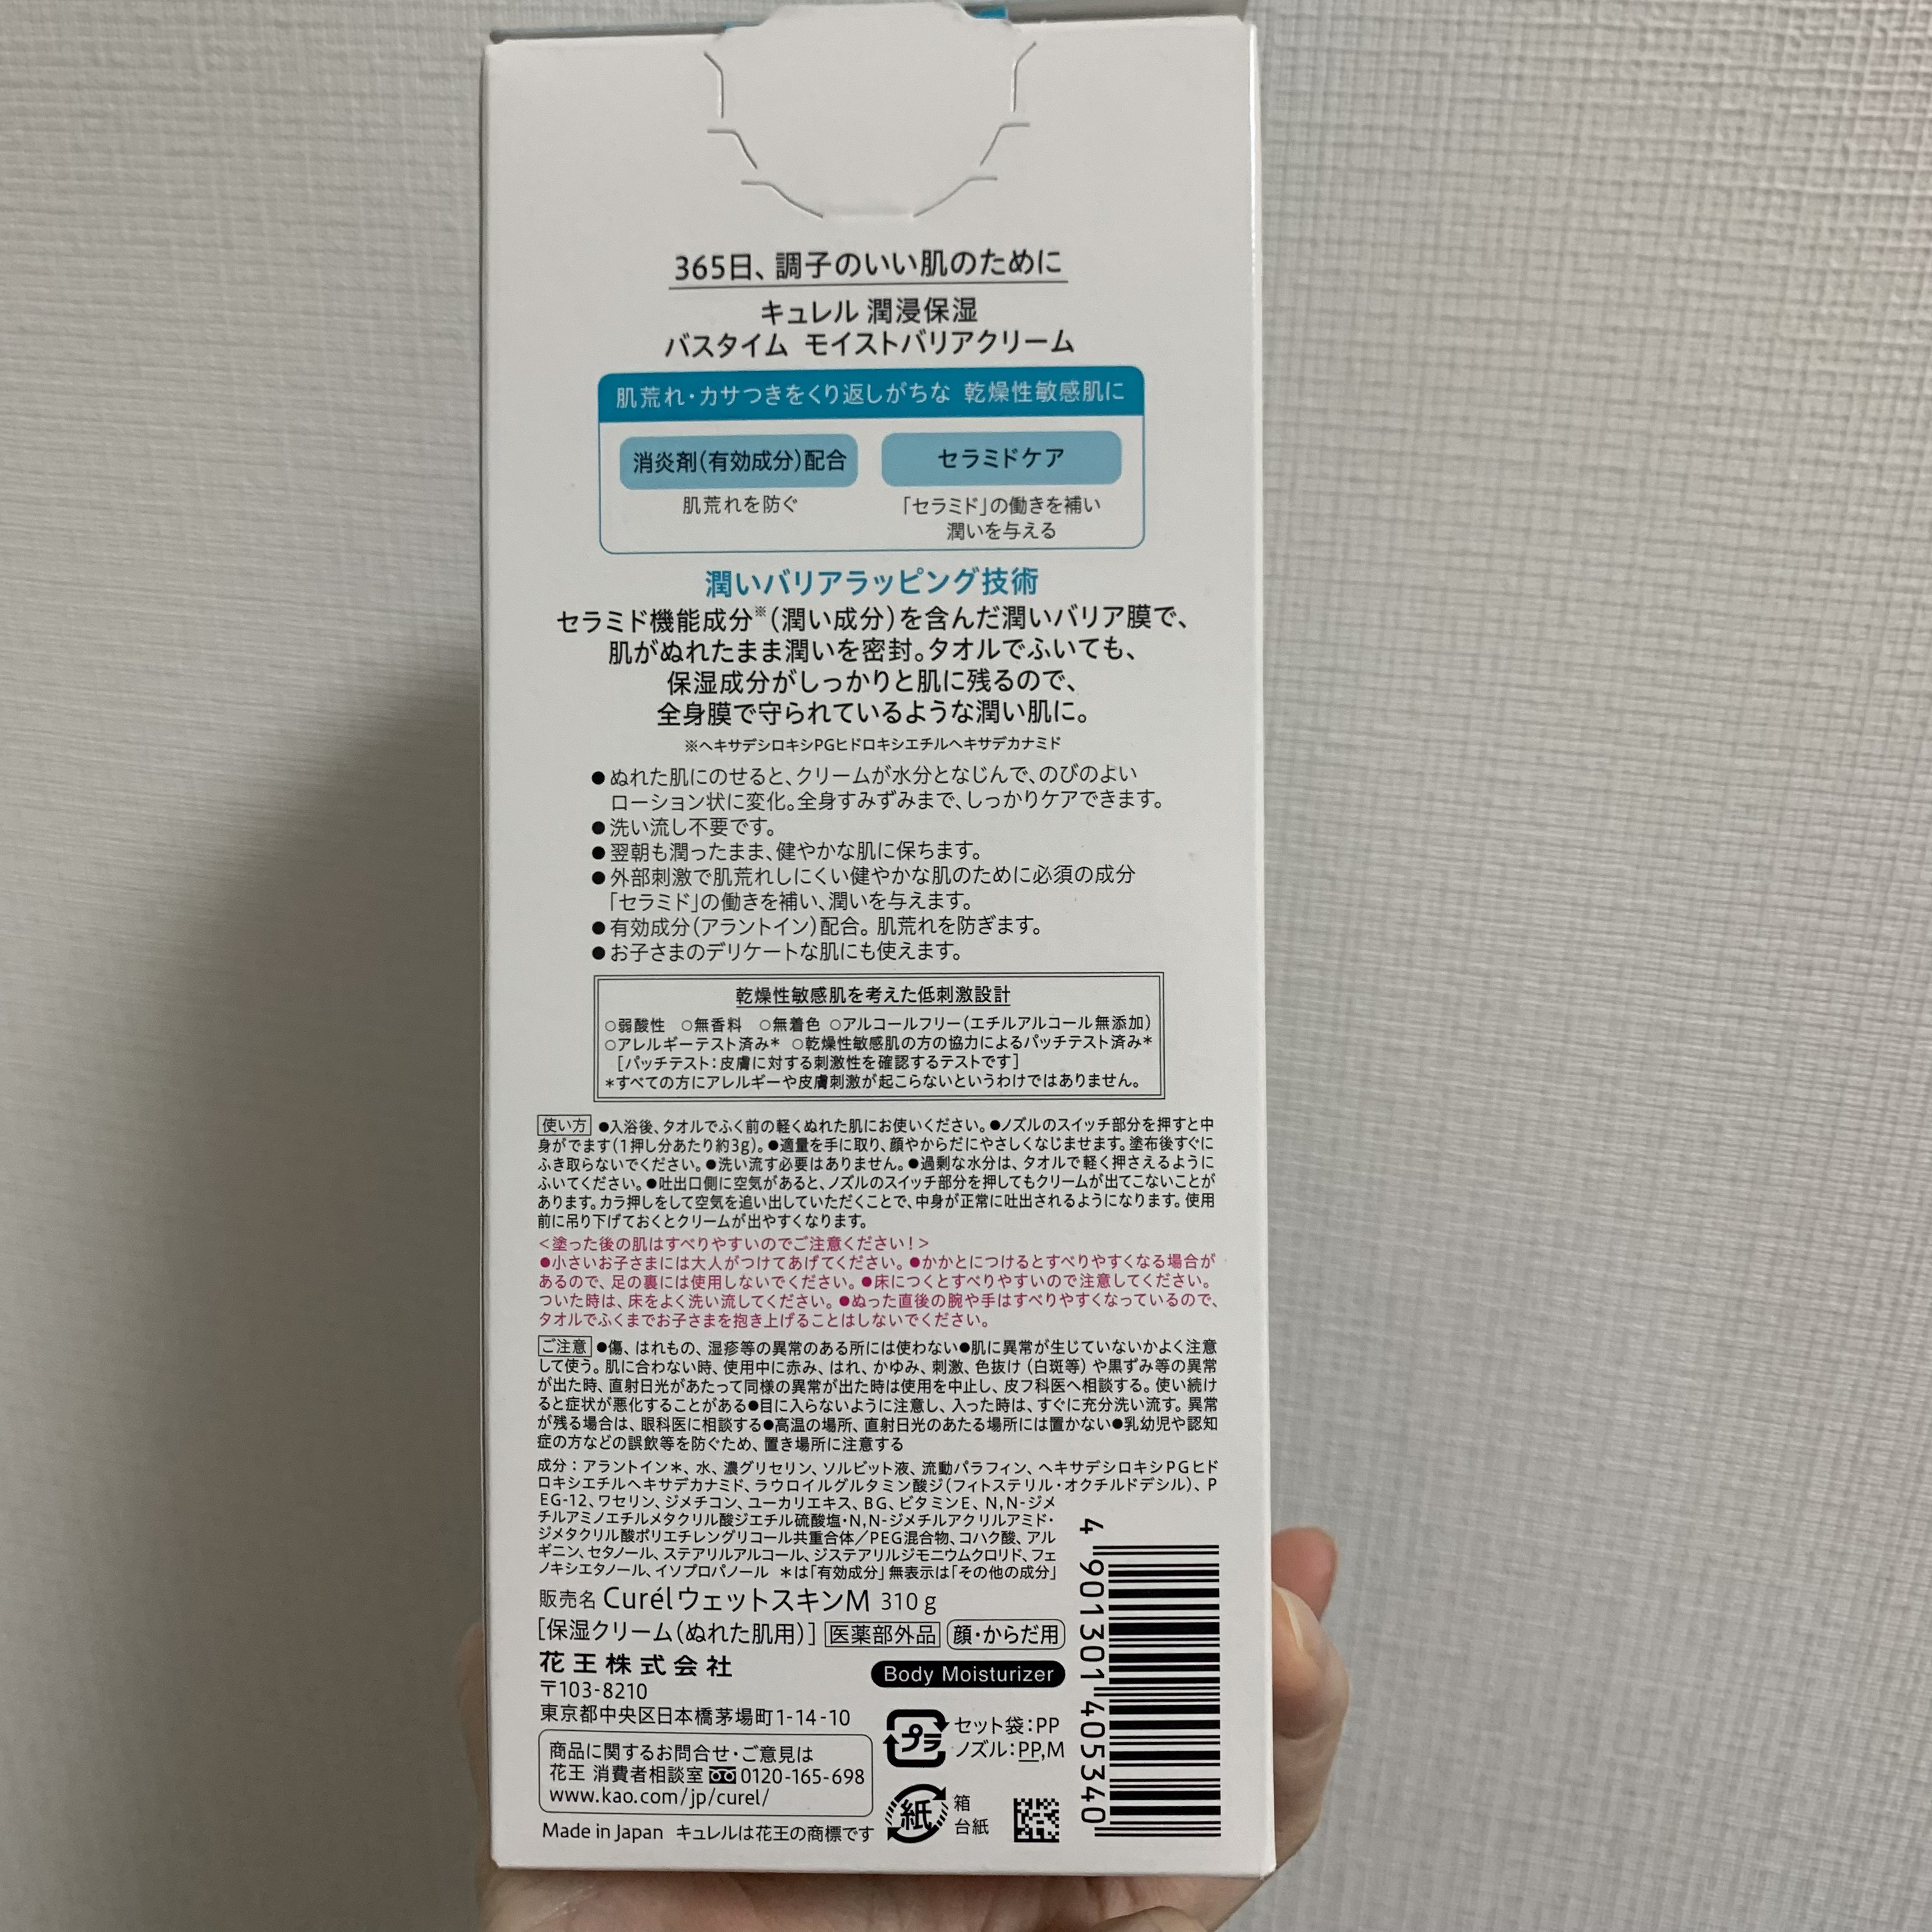 365日、調子のいい肌のために
キュレル 潤浸保湿
バスタイム モイストバリアクリーム
肌荒れ・カサつきをくり返しがちな 乾燥性敏感肌に
消炎剤(有効成分)配合
肌荒れを防ぐ
セラミドケア
「セラミド」の働きを補い
潤いを与える
潤いバリアラッピング技術
セラミド機能成分※(潤い成分)を含んだ潤いバリア膜で、
肌がぬれたまま潤いを密封。タオルでふいても、
保湿成分がしっかりと肌に残るので、
全身膜で守られているような潤い肌に。
※ヘキサデシロキシPGヒドロキシエチルヘキサデカナミド
●ぬれた肌にのせると、クリームが水分となじんで、のびのよい
ローション状に変化。全身すみずみまで、しっかりケアできます。
●洗い流し不要です。
●翌朝も潤ったまま、健やかな肌に保ちます。
●外部刺激で肌荒れしにくい健やかな肌のために必須の成分
「セラミド」の働きを補い、潤いを与えます。
●有効成分(アラントイン)配合。肌荒れを防ぎます。
●お子さまのデリケートな肌にも使えます。
乾燥性敏感肌を考えた低刺激設計
○弱酸性 ○無香料 ○無着色 ○アルコールフリー(エチルアルコール無添加)
○アレルギーテスト済み* ○乾燥性敏感肌の方の協力によるパッチテスト済み*
[パッチテスト:皮膚に対する刺激性を確認するテストです]
*すべての方にアレルギーや皮膚刺激が起こらないというわけではありません。
使い方 ●入浴後、タオルでふく前の軽くぬれた肌にお使いください。●ノズルのスイッチ部分を押すと中
身がでます(1押し分あたり約3g)。●適量を手に取り、顔やからだにやさしくなじませます。塗布後すぐに
ふき取らないでください。●洗い流す必要はありません。●過剰な水分は、タオルで軽く押さえるように
ふいてください。●吐出口側に空気があると、ノズルのスイッチ部分を押してもクリームが出てこないことが
あります。カラ押しをして空気を追い出していただくことで、中身が正常に吐出されるようになります。使用
前に吊り下げておくとクリームが出やすくなります。
<塗った後の肌はすべりやすいのでご注意ください!>
●小さいお子さまには大人がつけてあげてください。●かかとにつけるとすべりやすくなる場合が
あるので、足の裏には使用しないでください。●床につくとすべりやすいので注意してください。
ついた時は、床をよく洗い流してください。●ぬった直後の腕や手はすべりやすくなっているので、
タオルでふくまでお子さまを抱き上げることはしないでください。
ご注意 ●傷、はれもの、湿疹等の異常のある所には使わない●肌に異常が生じていないかよく注意
して使う。肌に合わない時、使用中に赤み、はれ、かゆみ、刺激、色抜け(白斑等)や黒ずみ等の異常
が出た時、直射日光があたって同様の異常が出た時は使用を中止し、皮フ科医へ相談する。使い続け
ると症状が悪化することがある●目に入らないように注意し、入った時は、すぐに充分洗い流す。異常
が残る場合は、眼科医に相談する●高温の場所、直射日光のあたる場所には置かない●乳幼児や認知
症の方などの誤飲等を防ぐため、置き場所に注意する
成分:アラントイン*、水、濃グリセリン、ソルビット液、流動パラフィン、ヘキサデシロキシPGヒド
ロキシエチルヘキサデカナミド、ラウロイルグルタミン酸ジ(フィトステリル・オクチルドデシル)、P
EG-12、ワセリン、ジメチコン、ユーカリエキス、BG、ビタミンE、N,N-ジメ
チルアミノエチルメタクリル酸ジエチル硫酸塩・N,N-ジメチルアクリルアミド・
ジメタクリル酸ポリエチレングリコール共重合体/PEG混合物、コハク酸、アル
ギニン、セタノール、ステアリルアルコール、ジステアリルジモニウムクロリド、フェ
ノキシエタノール、イソプロパノール *は「有効成分」無表示は「その他の成分」
販売名 CurélウェットスキンM 310g
[保湿クリーム(ぬれた肌用)] 医薬部外品 顔・からだ用
花王株式会社
Body Moisturizer
〒103-8210
東京都中央区日本橋茅場町1-14-10
商品に関するお問合せ・ご意見は
花王 消費者相談室 0120-165-698
www.kao.com/jp/curel/
Made in Japan キュレルは花王の商標です
プラ
セット袋:PP
ノズル:PP,M
紙
箱
台紙
4 901301 405340